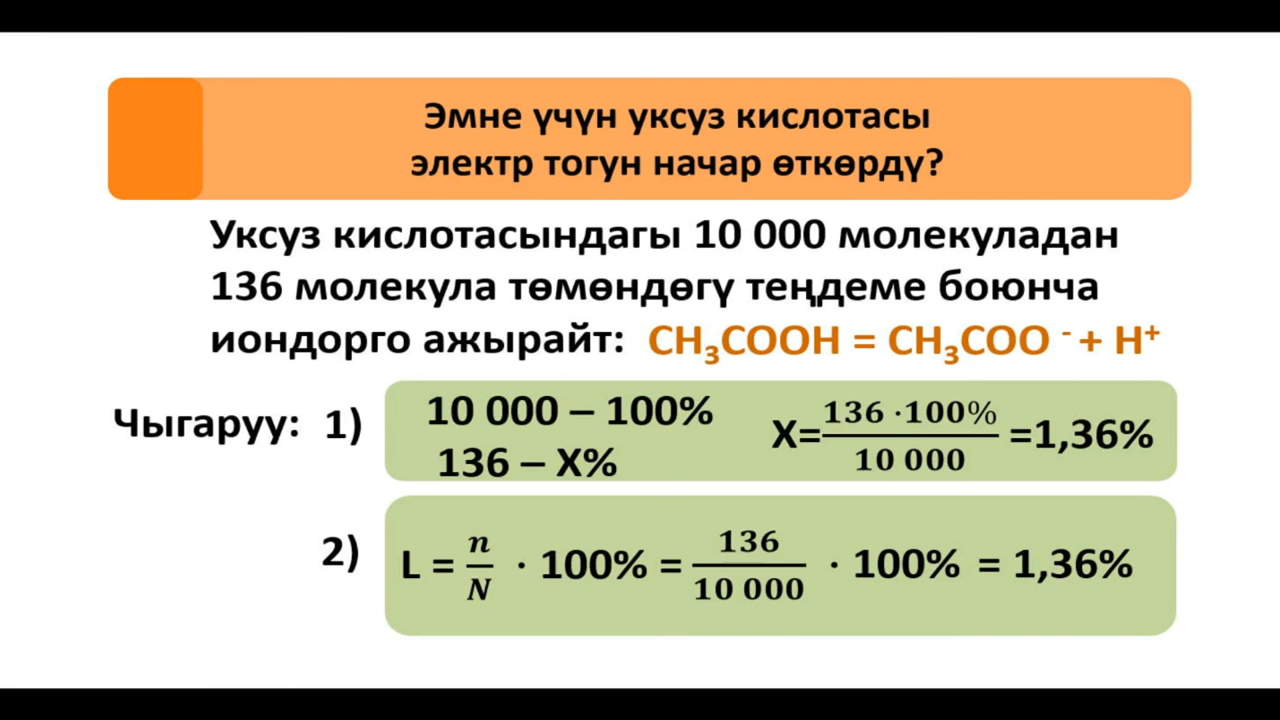 Эмне үчүн уксуз кислотасы
электр тогун начар өткөрдү?
Уксуз кислотасындагы 10 000 молекуладан
136 молекула төмөндөгү теңдеме боюнча
иондорго ажырайт: CH₃COOH = CH₃COO ⁻ + H⁺
Чыгаруу: 1) 10 000 – 100%
136 – X%
X=136 ·100%/10 000 =1,36%
2) L = n/N · 100% = 136/10 000 · 100% = 1,36%